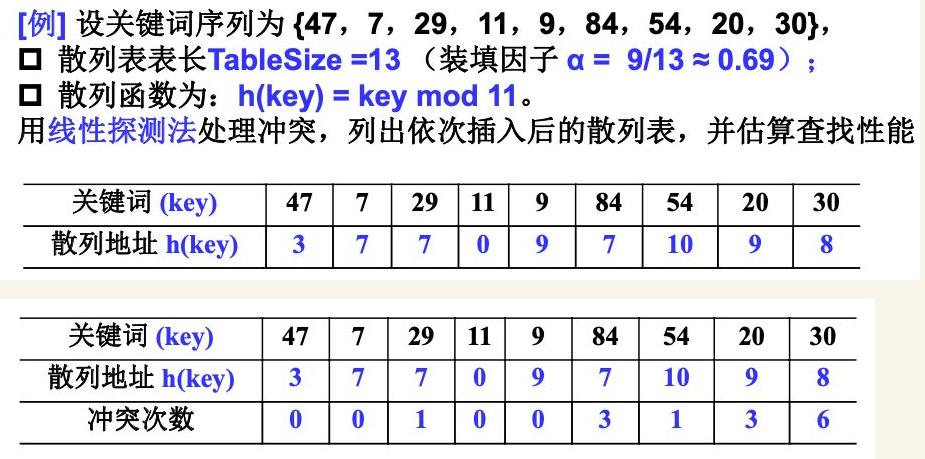 [例] 设关键词序列为 {47，7，29，11，9，84，54，20，30}，
散列表表长TableSize =13 （装填因子 α = 9/13 ≈ 0.69）；
散列函数为：h(key) = key mod 11。
用线性探测法处理冲突，列出依次插入后的散列表，并估算查找性能
关键词 (key) 47 7 29 11 9 84 54 20 30
散列地址 h(key) 3 7 7 0 9 7 10 9 8
关键词 (key) 47 7 29 11 9 84 54 20 30
散列地址 h(key) 3 7 7 0 9 7 10 9 8
冲突次数 0 0 1 0 0 3 1 3 6